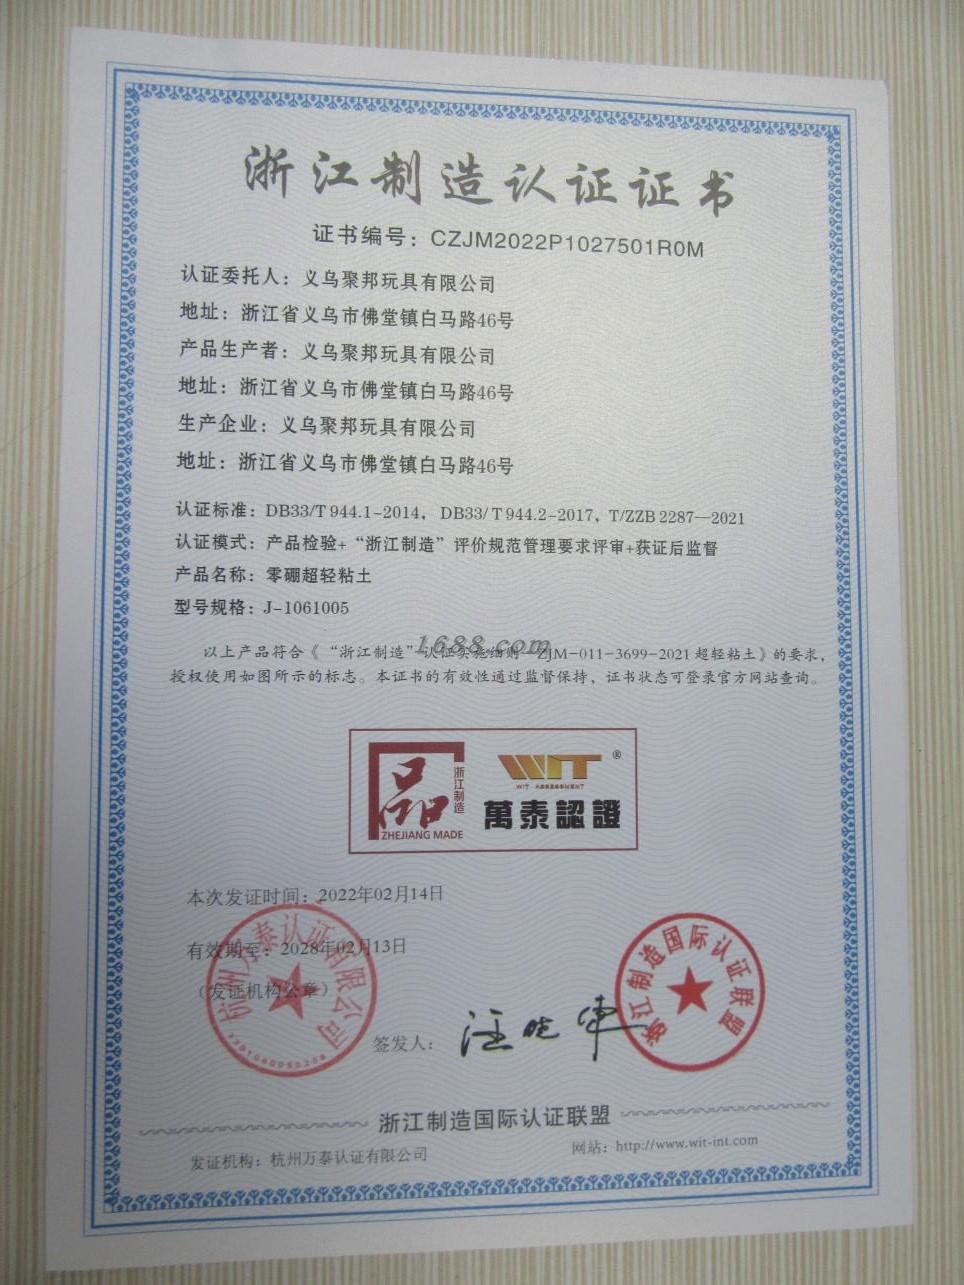 浙江制造认证证书
证书编号：CZJM2022P1027501R0M
认证委托人：义乌聚邦玩具有限公司
地址：浙江省义乌市佛堂镇白马路46号
产品生产者：义乌聚邦玩具有限公司
地址：浙江省义乌市佛堂镇白马路46号
生产企业：义乌聚邦玩具有限公司
地址：浙江省义乌市佛堂镇白马路46号
认证标准：DB33/T 944.1-2014，DB33/T 944.2-2017，T/ZZB 2287—2021
认证模式：产品检验+“浙江制造”评价规范管理要求评审+获证后监督
产品名称：零硼超轻粘土
型号规格：J-1061005
1688.com
以上产品符合《“浙江制造”认证实施细则—ZJM-011-3699-2021 超轻粘土》的要求，
授权使用如图所示的标志。本证书的有效性通过监督保持，证书状态可登录官方网站查询。
品
浙江制造
ZHEJIANG MADE
WIT ®
WIT ASSESSMENT
萬泰認證
本次发证时间：2022年02月14日
有效期至：2028年02月13日
（发证机构公章）
杭州万泰认证有限公司
签发人：
浙江制造国际认证联盟
浙江制造国际认证联盟
发证机构：杭州万泰认证有限公司
网站：http://www.wit-int.com